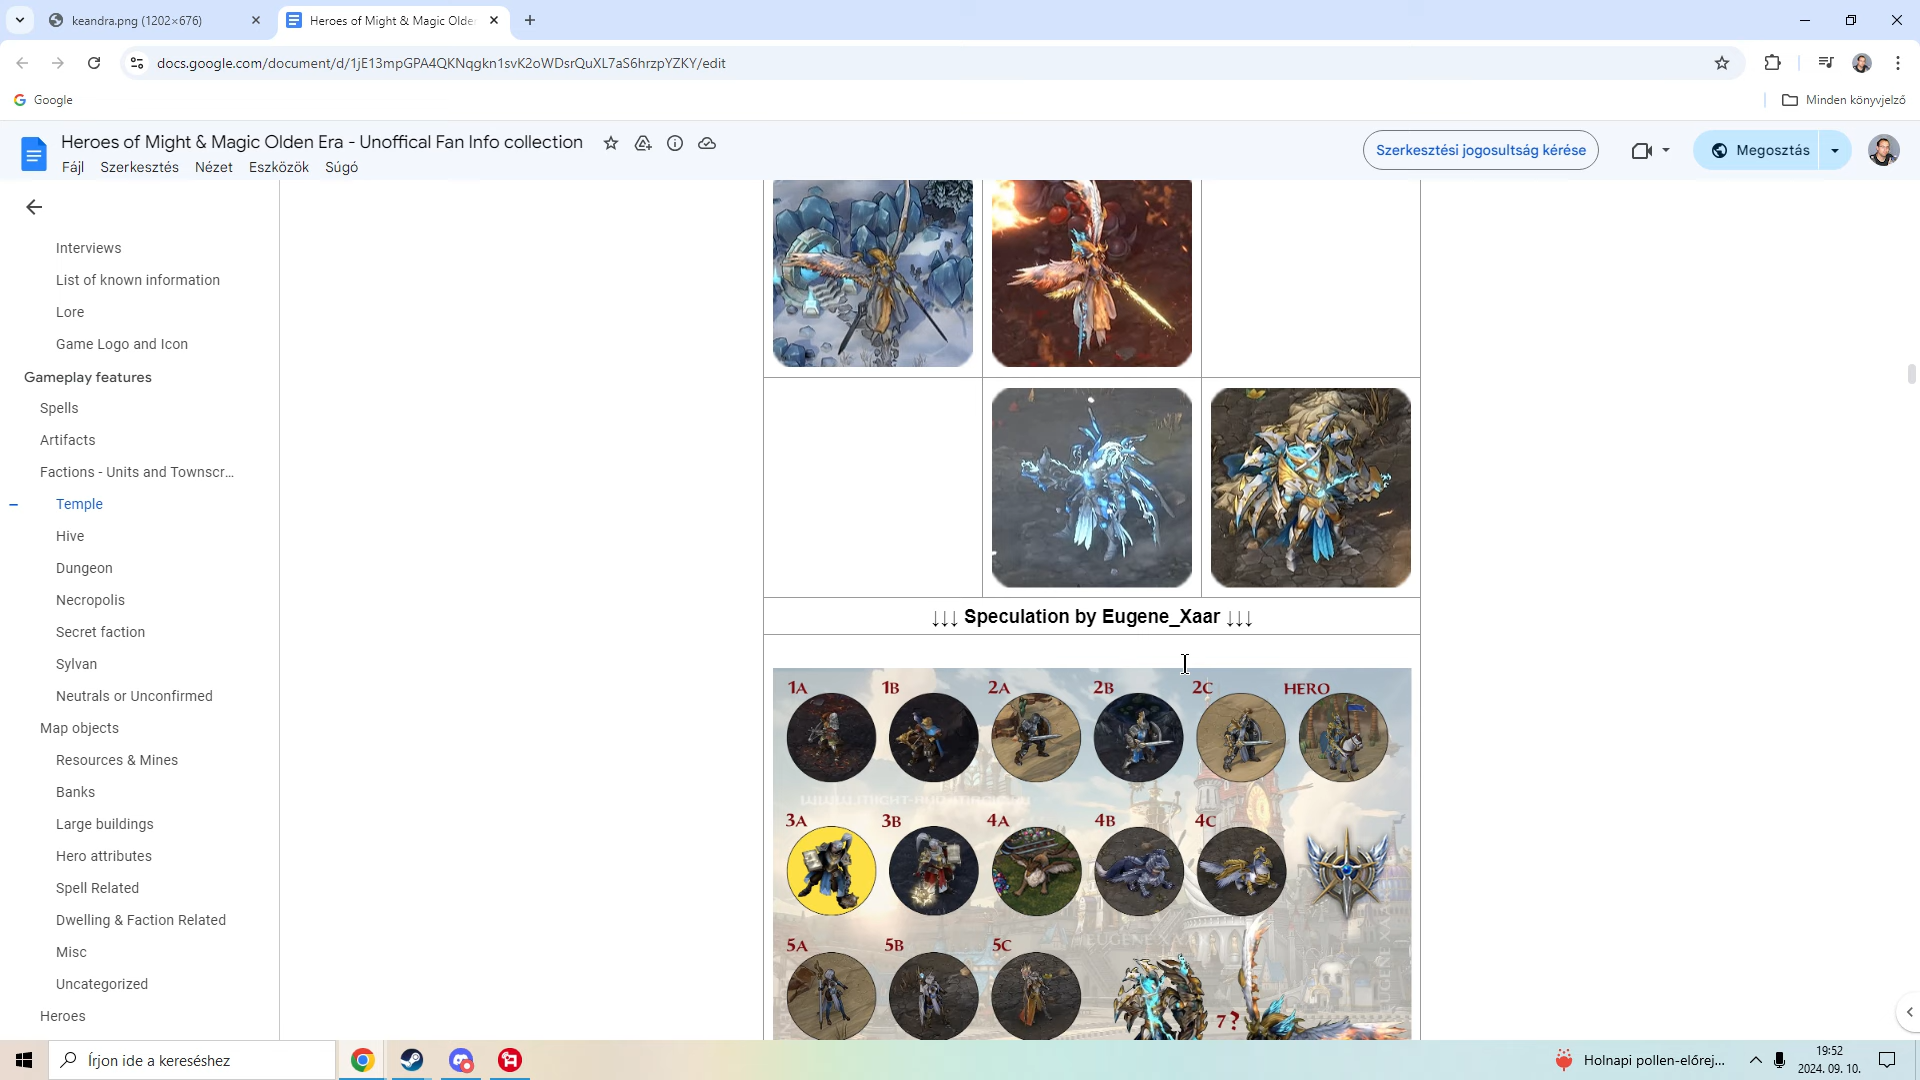 keandra.png (1202×676)
Heroes of Might & Magic Olde
docs.google.com/document/d/1jE13mpGPA4QKNqgkn1svK2oWDsrQuXL7aS6hrzpYZKY/edit
Google
Minden könyvjelző
Heroes of Might & Magic Olden Era - Unoffical Fan Info collection
Fájl Szerkesztés Nézet Eszközök Súgó
Szerkesztési jogosultság kérése
Megosztás
Interviews
List of known information
Lore
Game Logo and Icon
Gameplay features
Spells
Artifacts
Factions - Units and Townscr...
Temple
Hive
Dungeon
Necropolis
Secret faction
Sylvan
Neutrals or Unconfirmed
Map objects
Resources & Mines
Banks
Large buildings
Hero attributes
Spell Related
Dwelling & Faction Related
Misc
Uncategorized
Heroes
↓↓↓ Speculation by Eugene_Xaar ↓↓↓
1A 1B 2A 2B 2C HERO
3A 3B 4A 4B 4C
EUGENE XAAR
5A 5B 5C
7?
Írjon ide a kereséshez
Holnapi pollen-előrej...
19:52
2024. 09. 10.